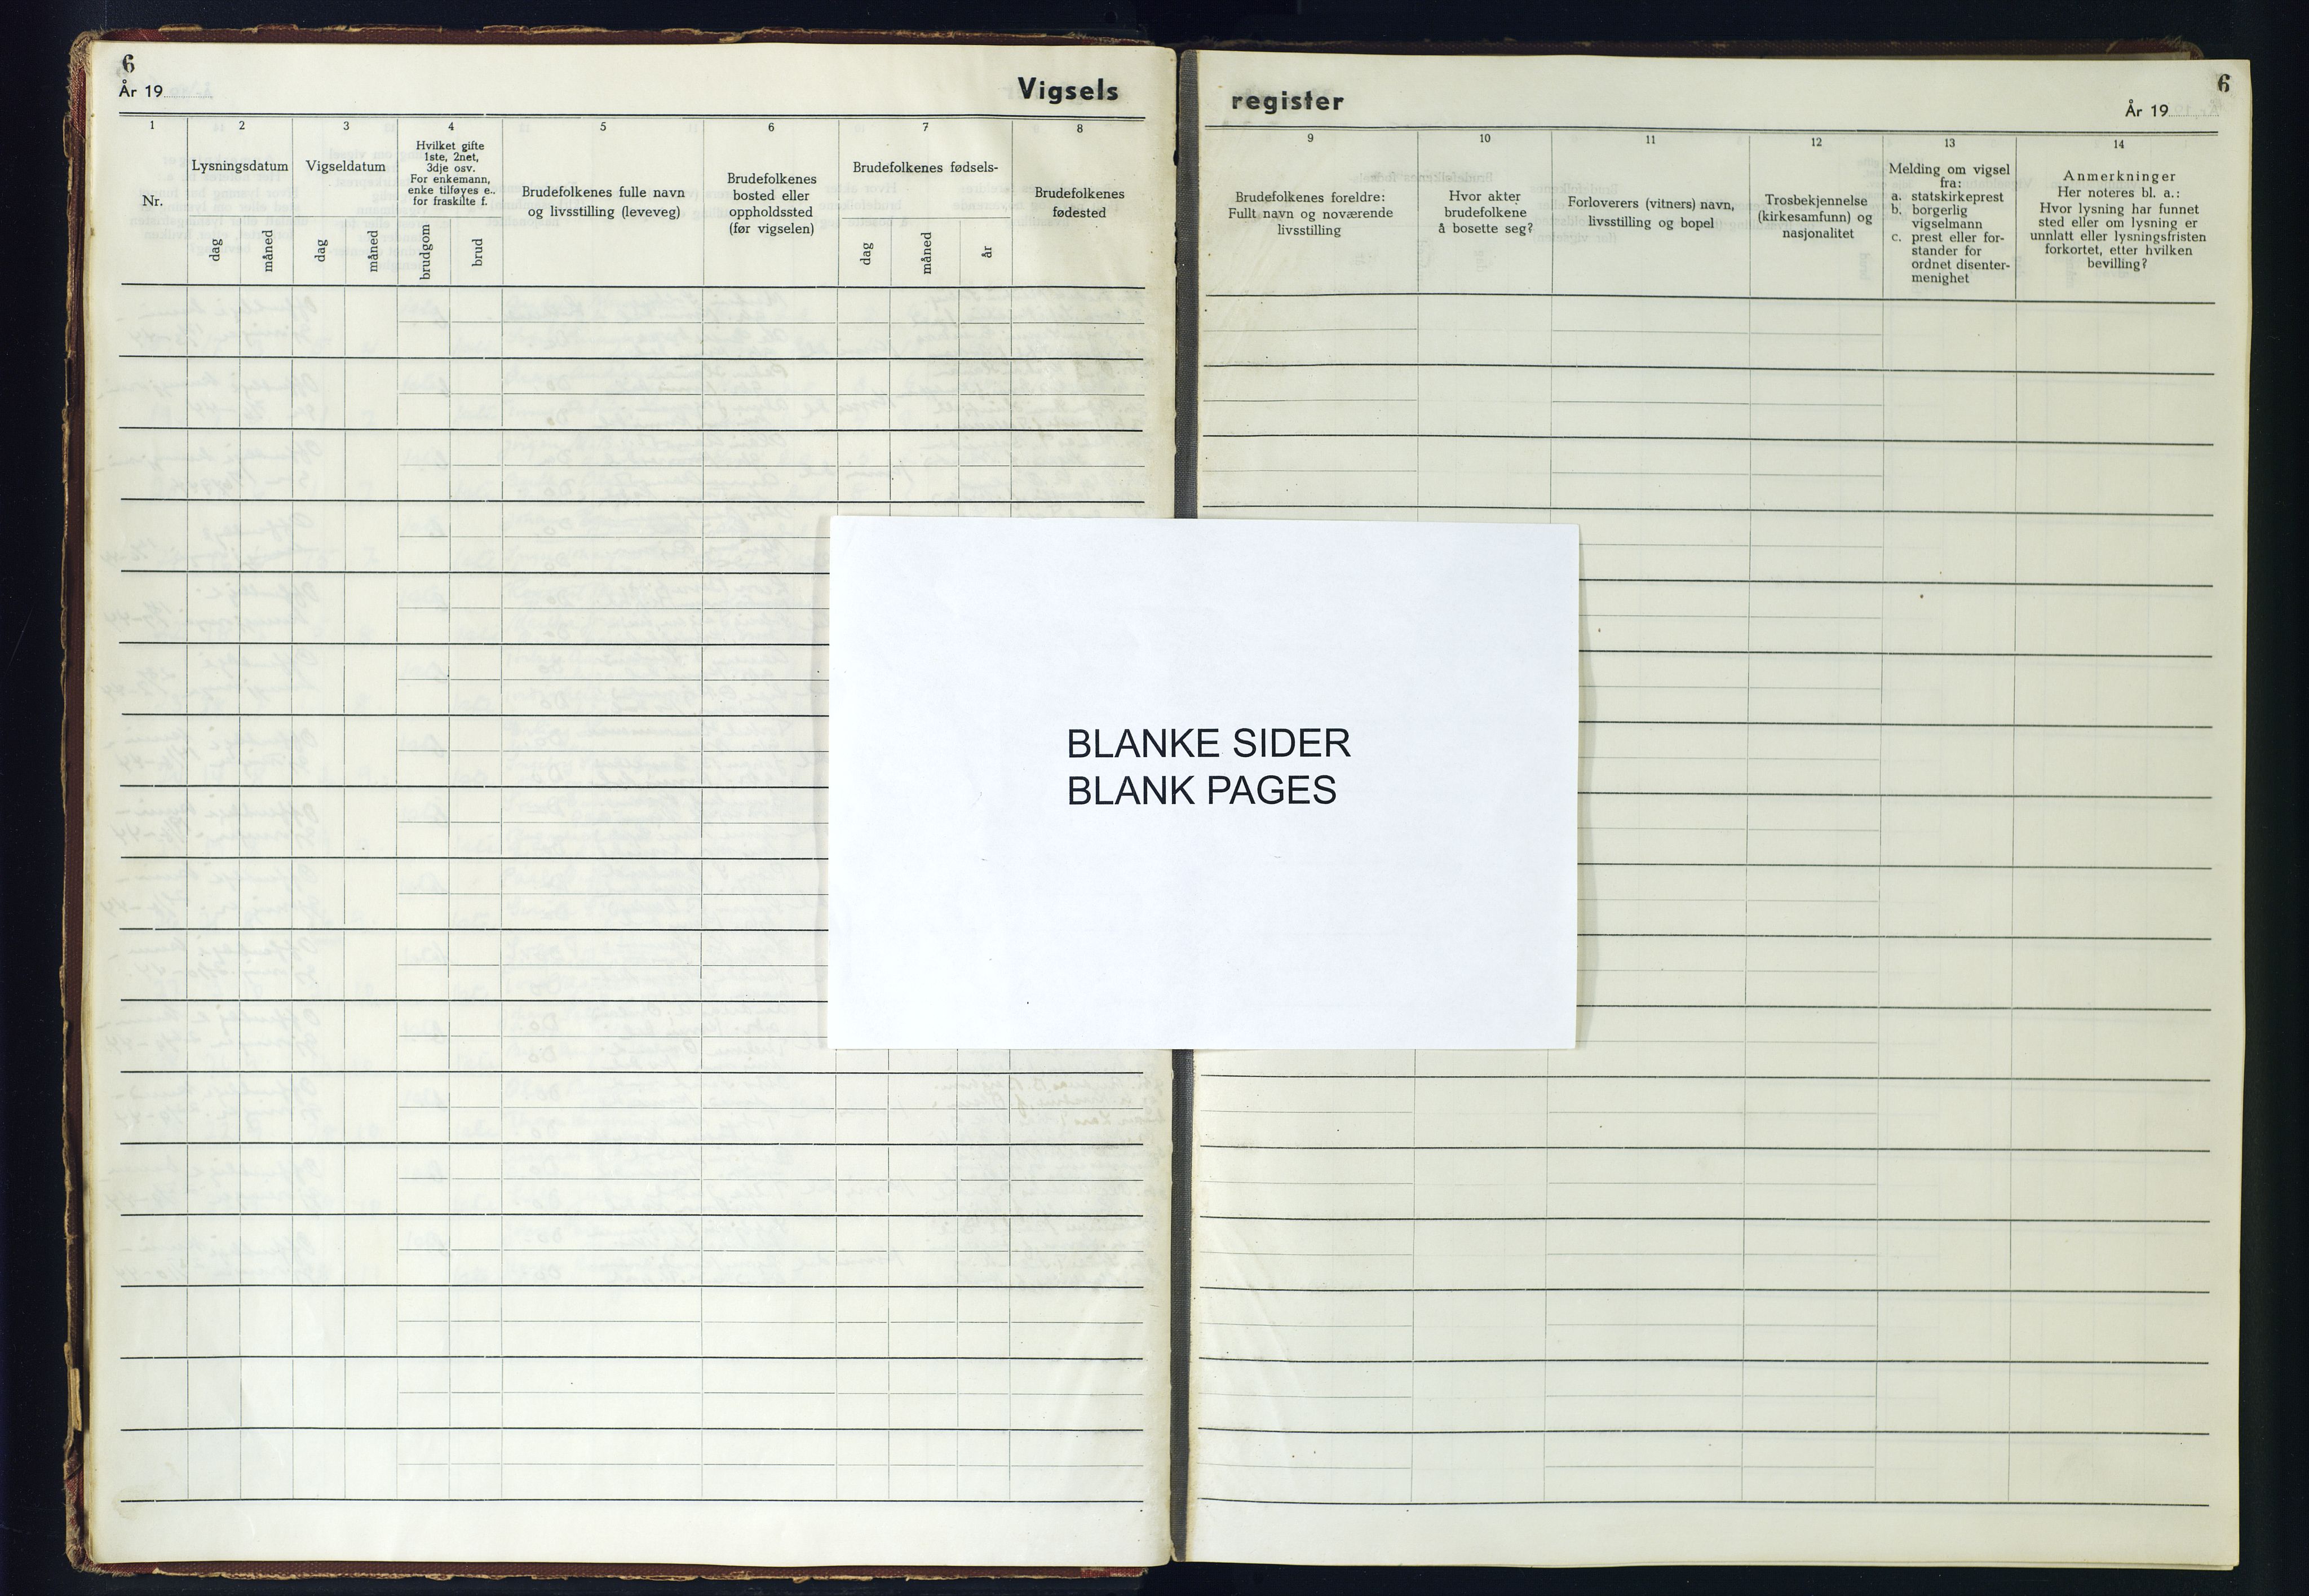 6
År 19
Vigsels
1
2
3
4
5
6
7
8
Nr.
Lysningsdatum
dag
måned
Vigseldatum
dag
måned
Hvilket gifte
1ste, 2net,
3dje osv.
For enkemann,
enke tilføyes e..
for fraskilte f.
brudgom
brud
Brudefolkenes fulle navn
og livsstilling (leveveg)
Brudefolkenes
bosted eller
oppholdssted
(før vigselen)
Brudefolkenes fødsels-
dag
måned
år
Brudefolkenes
fødested
register
6
År 19
9
10
11
12
13
14
Brudefolkenes foreldre:
Fullt navn og noværende
livsstilling
Hvor akter
brudefolkene
å bosette seg?
Forloverers (vitners) navn,
livsstilling og bopel
Trosbekjennelse
(kirkesamfunn) og
nasjonalitet
Melding om vigsel
fra:
a. statskirkeprest
b. borgerlig
vigselmann
c. prest eller for-
stander for
ordnet disenter-
menighet
Anmerkninger
Her noteres bl. a.:
Hvor lysning har funnet
sted eller om lysning er
unnlatt eller lysningsfristen
forkortet, etter hvilken
bevilling?
BLANKE SIDER
BLANK PAGES